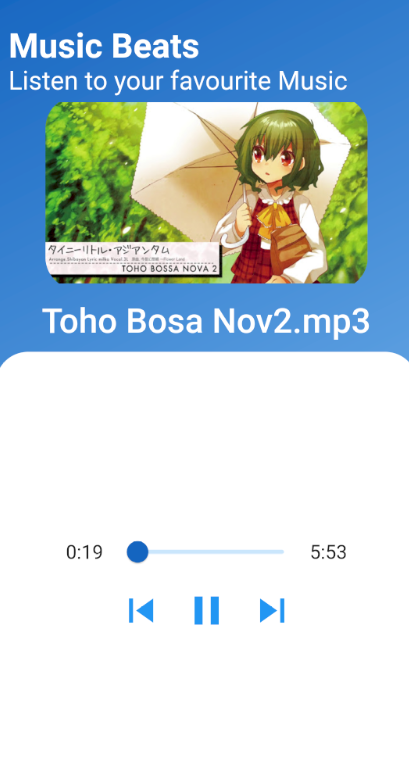 Music Beats
Listen to your favourite Music
タイニーリトル・アジアンタム
TOHO BOSSA NOVA 2
Toho Bosa Nov2.mp3
0:19
5:53